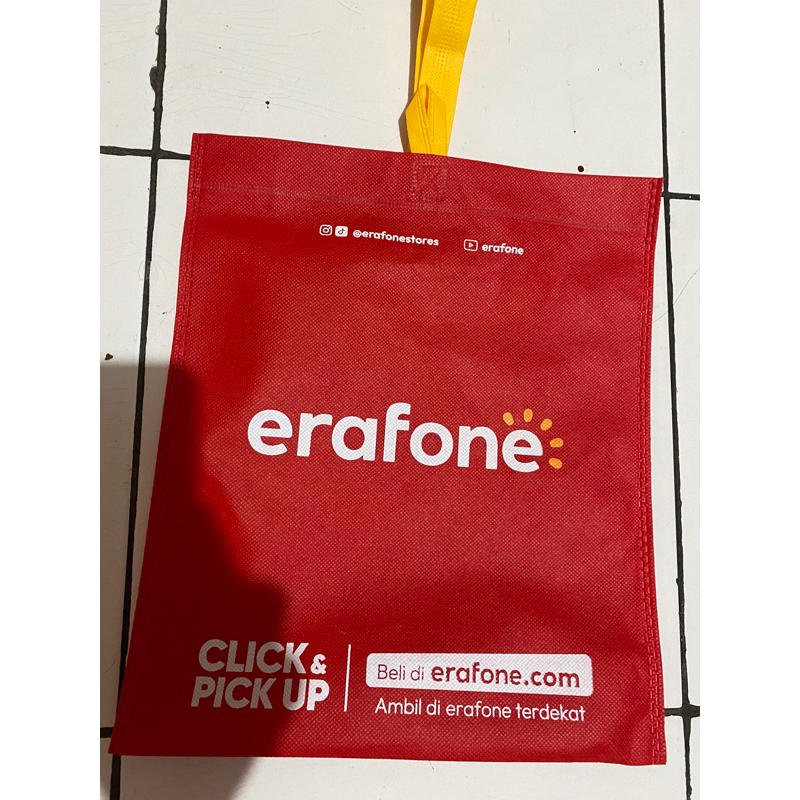 @erafonestores erafone
erafone
CLICK &
PICK UP
Beli di erafone.com
Ambil di erafone terdekat